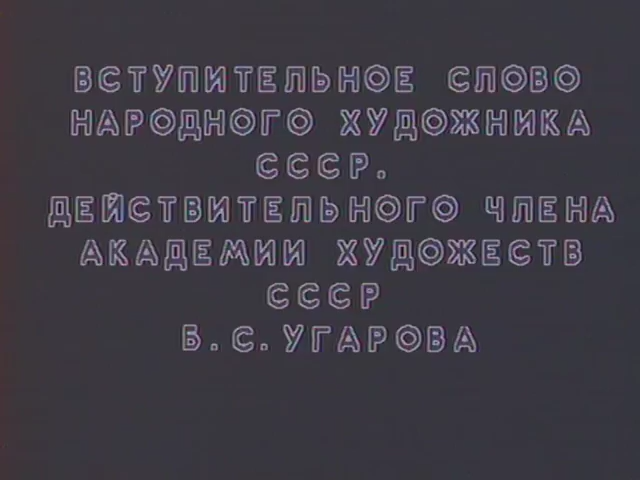 ВСТУПИТЕЛЬНОЕ СЛОВО
НАРОДНОГО ХУДОЖНИКА
СССР.
ДЕЙСТВИТЕЛЬНОГО ЧЛЕНА
АКАДЕМИИ ХУДОЖЕСТВ
СССР
Б.С.УГАРОВА